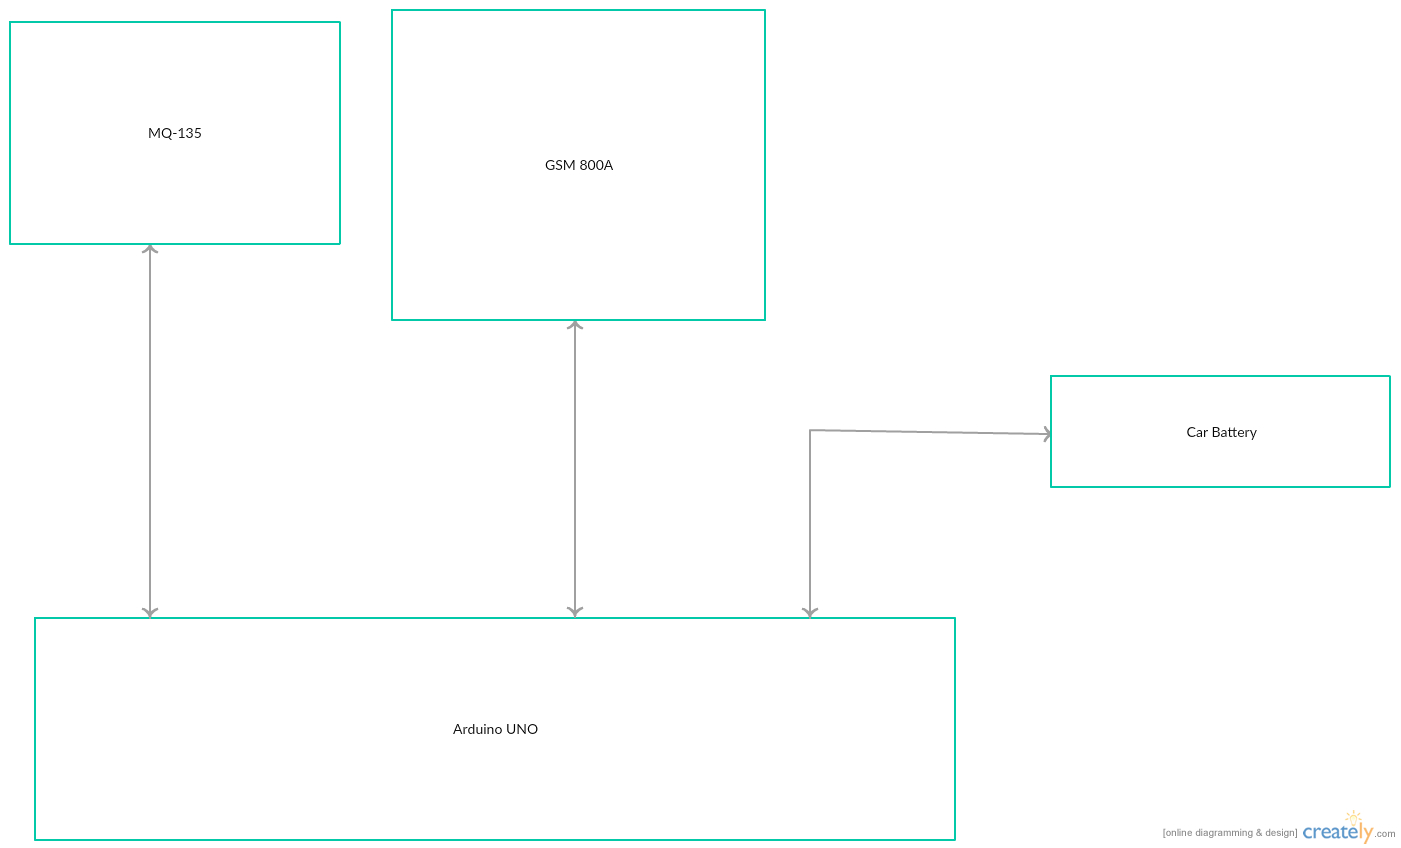 MQ-135
GSM 800A
Car Battery
Arduino UNO
[online diagramming & design] creately.com